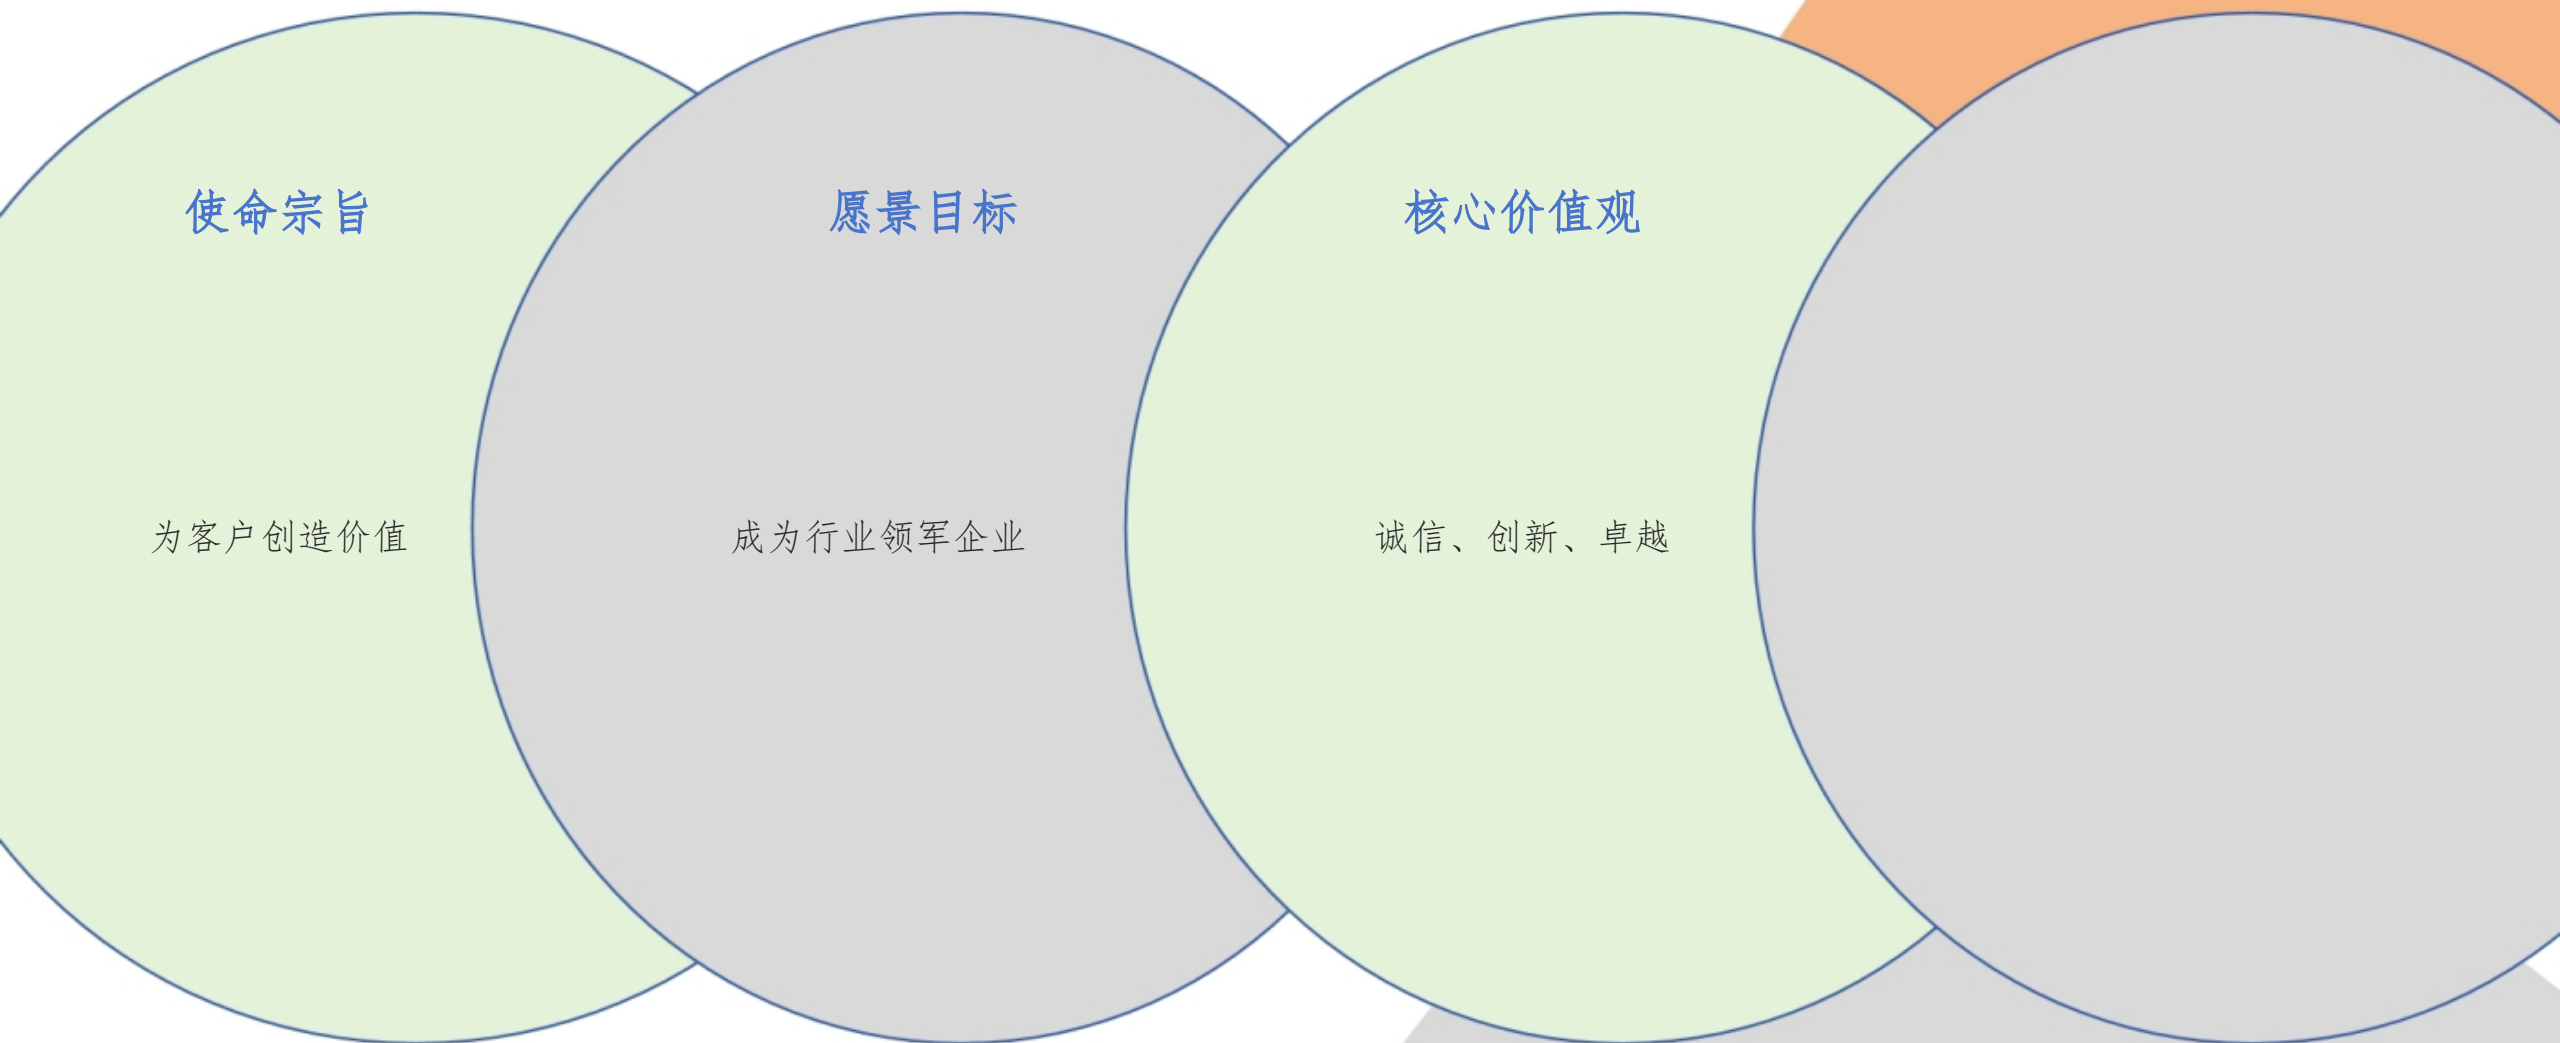 使命宗旨
愿景目标
核心价值观
为客户创造价值
成为行业领军企业
诚信、创新、卓越